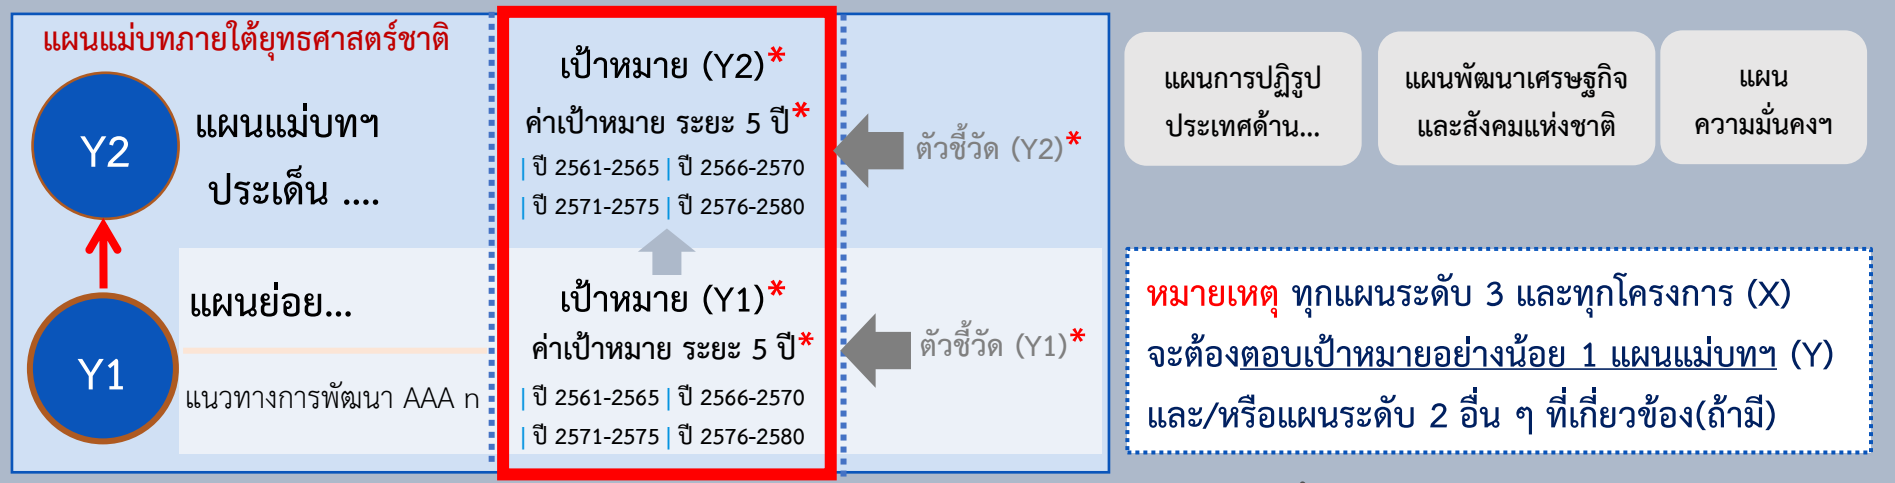 แผนแม่บทภายใต้ยุทธศาสตร์ชาติ
Y2
แผนแม่บทฯ
ประเด็น ....
Y1
แผนย่อย...
แนวทางการพัฒนา AAA n
เป้าหมาย (Y2)*
ค่าเป้าหมาย ระยะ 5 ปี*
| ปี 2561-2565 | ปี 2566-2570
| ปี 2571-2575 | ปี 2576-2580
เป้าหมาย (Y1)*
ค่าเป้าหมาย ระยะ 5 ปี*
| ปี 2561-2565 | ปี 2566-2570
| ปี 2571-2575 | ปี 2576-2580
ตัวชี้วัด (Y2)*
ตัวชี้วัด (Y1)*
แผนการปฏิรูป
ประเทศด้าน...
แผนพัฒนาเศรษฐกิจ
และสังคมแห่งชาติ
แผน
ความมั่นคงฯ
หมายเหตุ ทุกแผนระดับ 3 และทุกโครงการ (X)
จะต้องตอบเป้าหมายอย่างน้อย 1 แผนแม่บทฯ (Y)
และ/หรือแผนระดับ 2 อื่น ๆ ที่เกี่ยวข้อง(ถ้ามี)